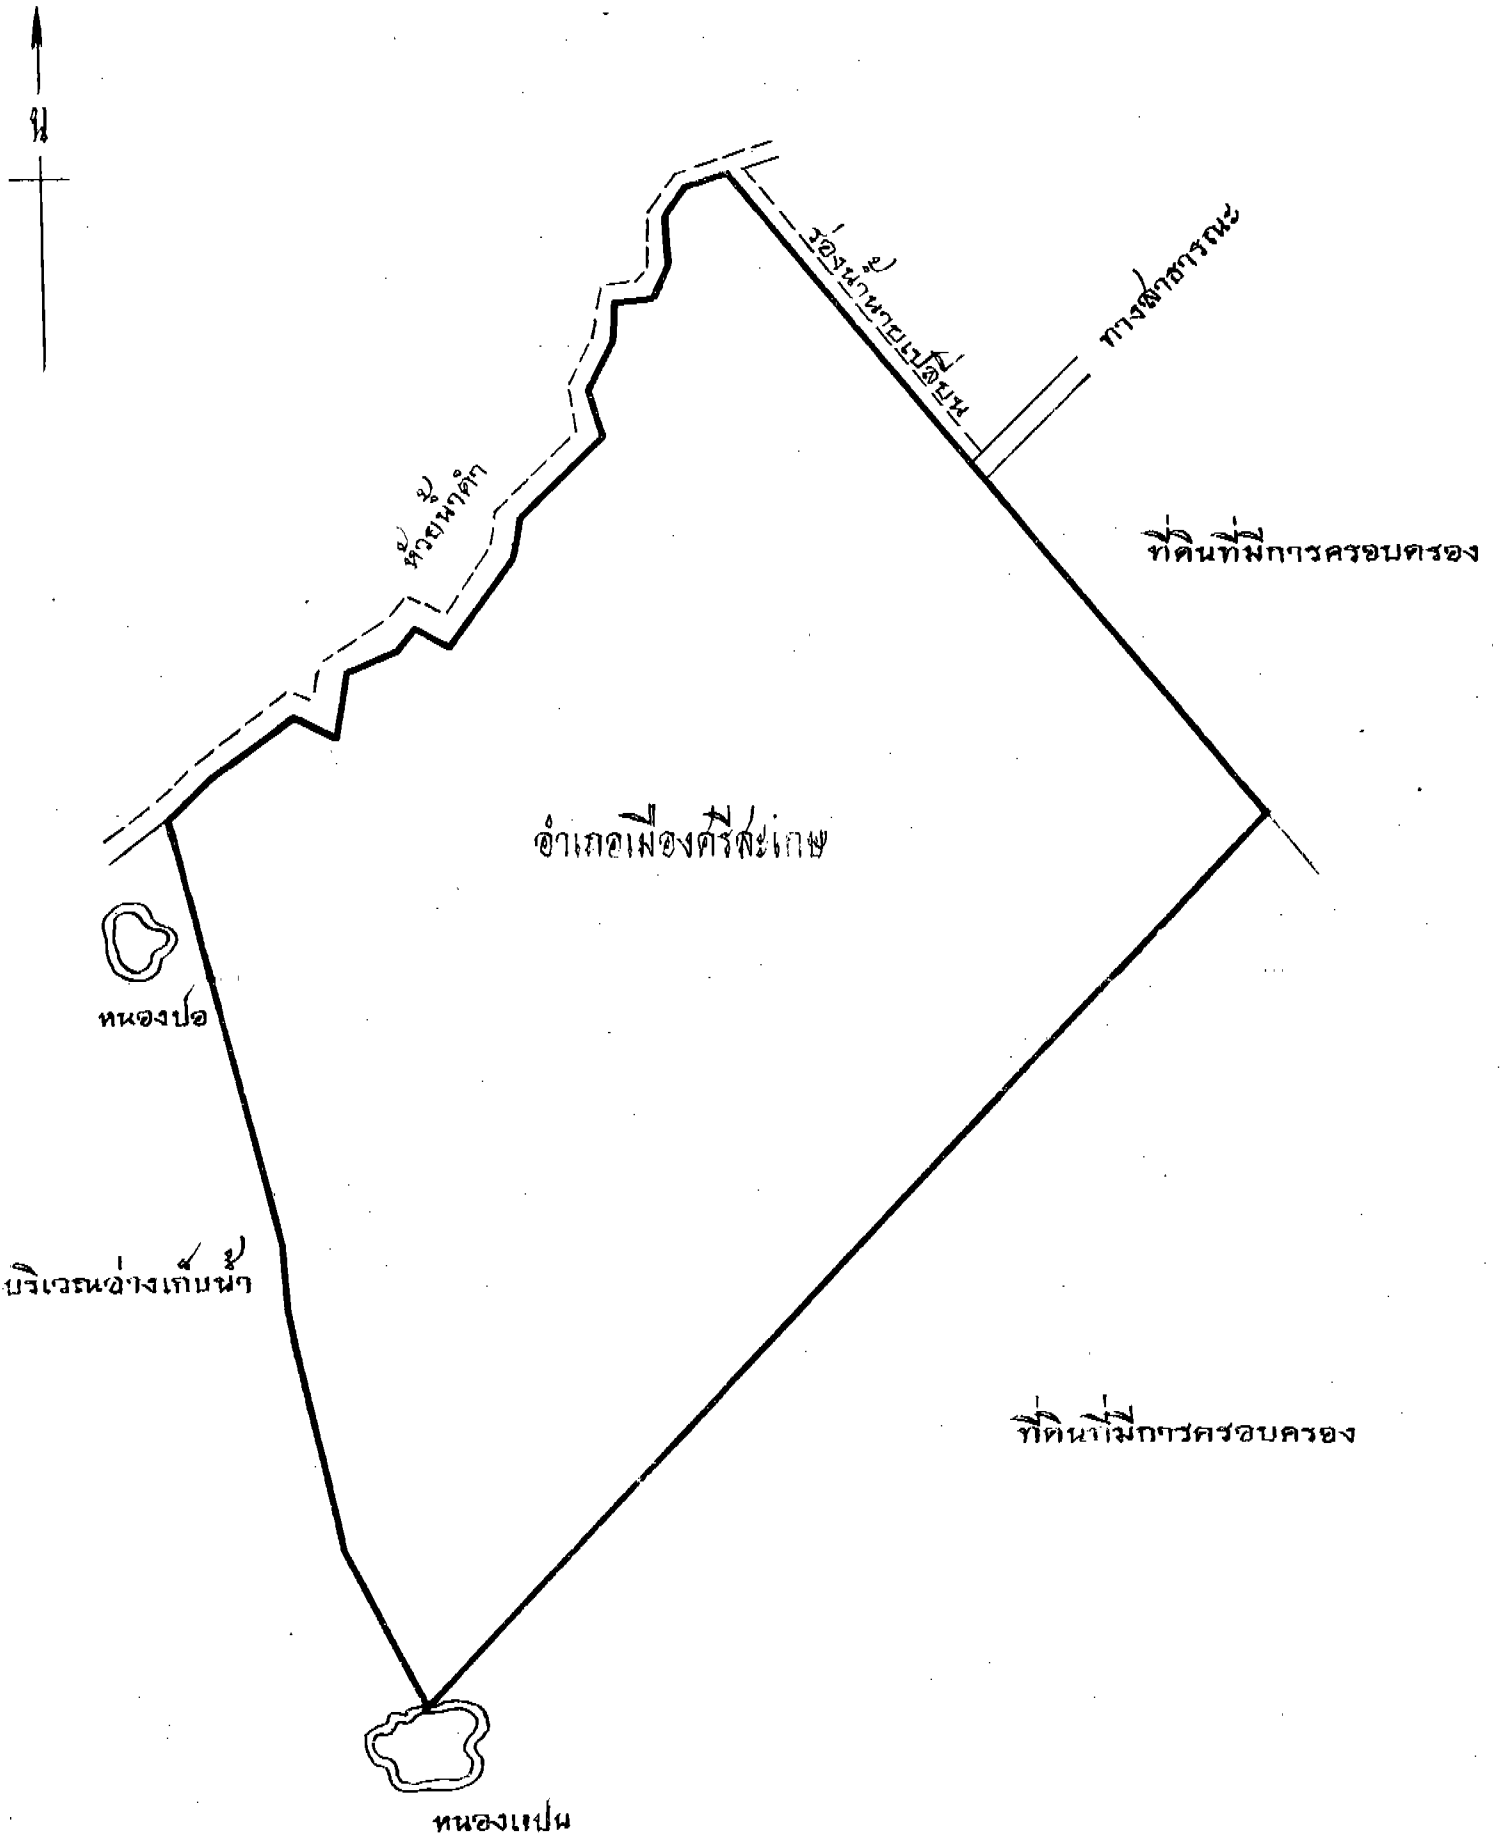 น
ร่องน้ำนายเปลี่ยน
ทางสาธารณะ
ห้วยน้ำคำ
ที่ดินที่มีการครอบครอง
อำเภอเมืองศรีสะเกษ
หนองปอ
บริเวณอ่างเก็บน้ำ
ที่ดินที่มีการครอบครอง
หนองแปน